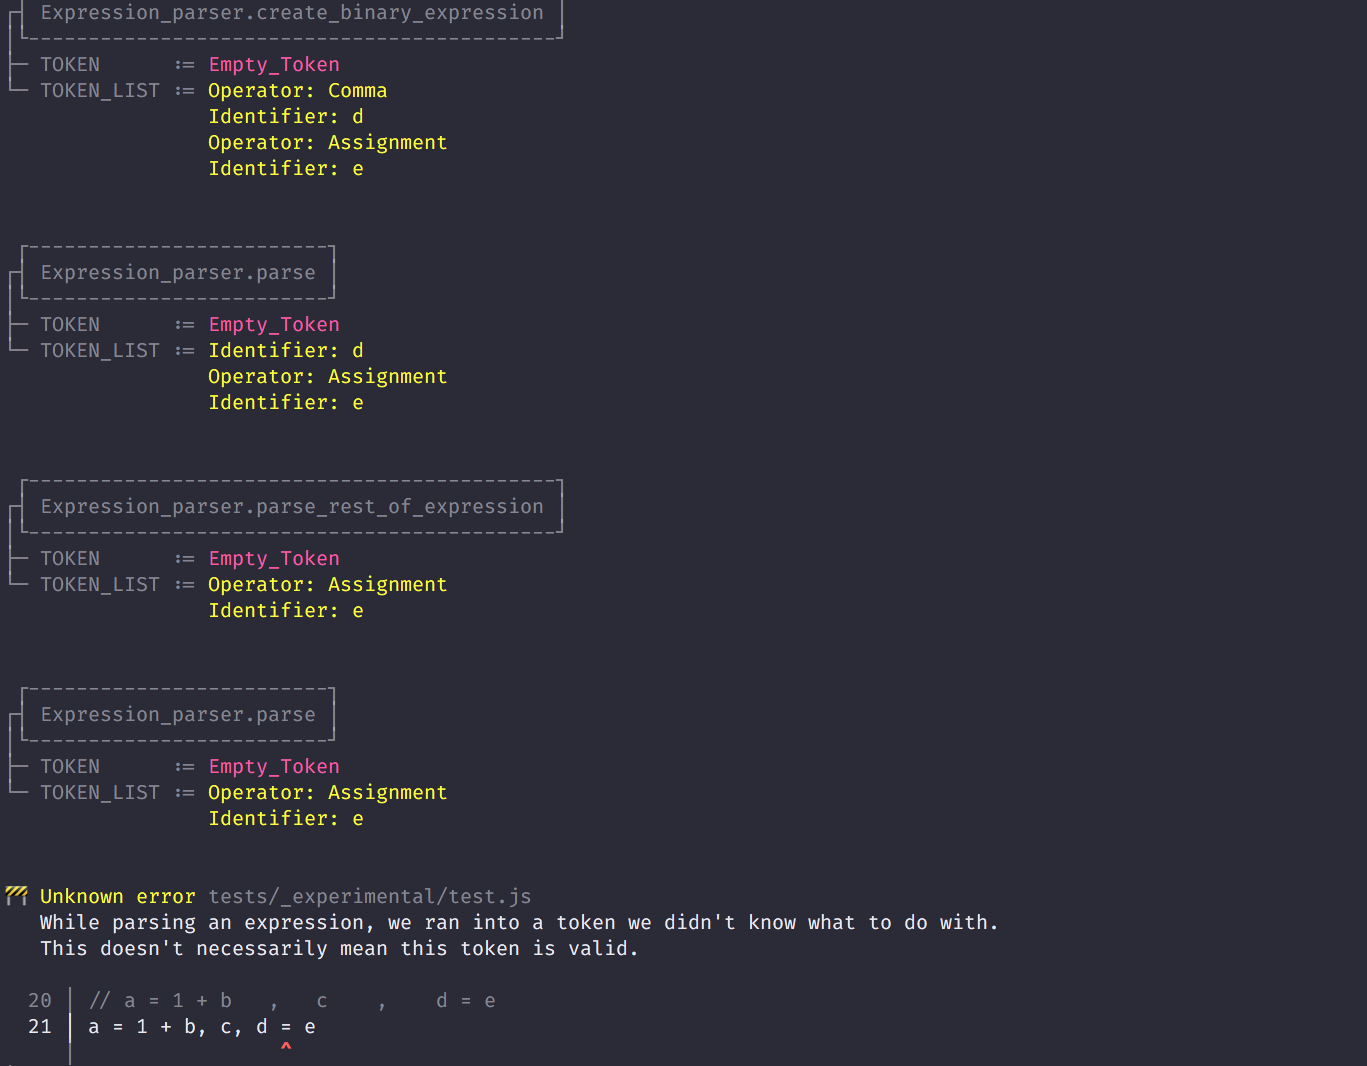 Expression_parser.create_binary_expression
TOKEN := Empty_Token
TOKEN_LIST := Operator: Comma
Identifier: d
Operator: Assignment
Identifier: e
Expression_parser.parse
TOKEN := Empty_Token
TOKEN_LIST := Identifier: d
Operator: Assignment
Identifier: e
Expression_parser.parse_rest_of_expression
TOKEN := Empty_Token
TOKEN_LIST := Operator: Assignment
Identifier: e
Expression_parser.parse
TOKEN := Empty_Token
TOKEN_LIST := Operator: Assignment
Identifier: e
🚧 Unknown error tests/_experimental/test.js
While parsing an expression, we ran into a token we didn't know what to do with.
This doesn't necessarily mean this token is valid.
20 │ // a = 1 + b   ,   c    ,    d = e
21 │ a = 1 + b, c, d = e
^